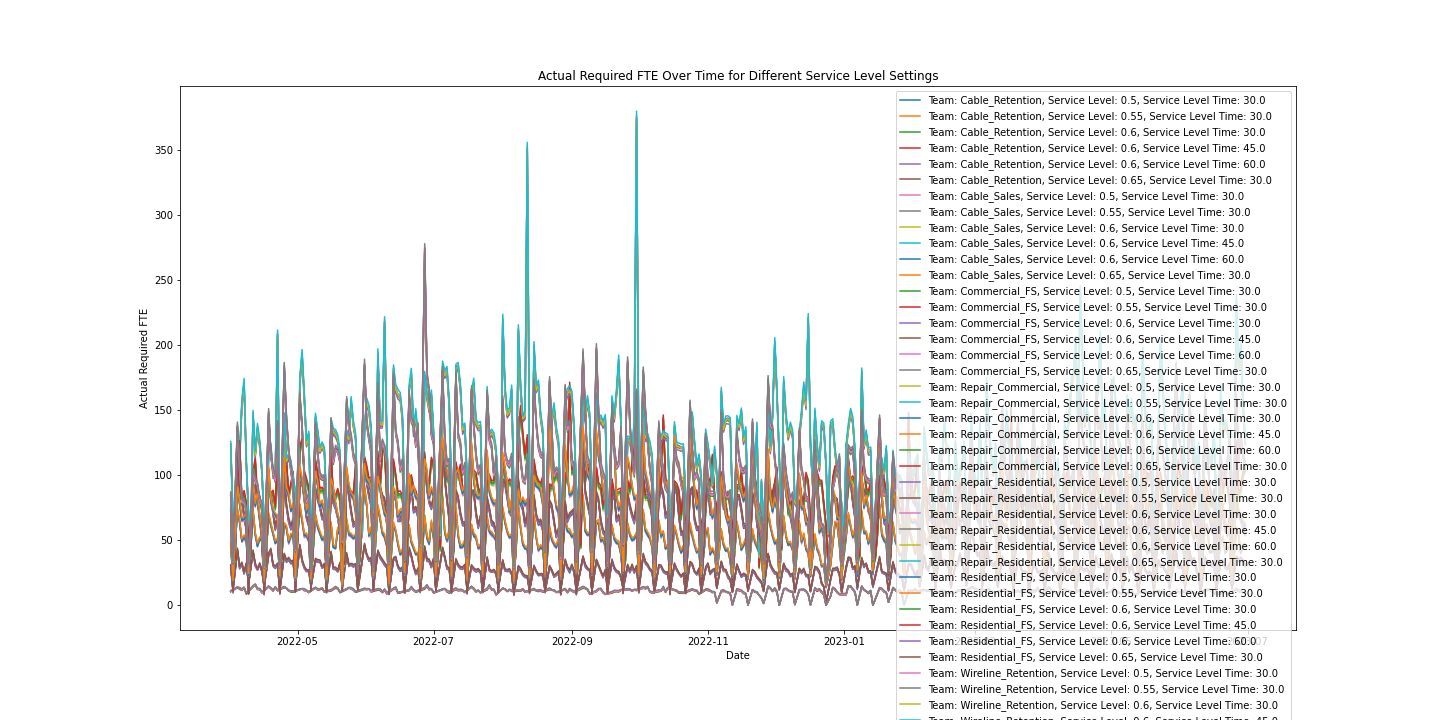 Actual Required FTE Over Time for Different Service Level Settings
Actual Required FTE
350
300
250
200
150
100
50
0
2022-05
2022-07
2022-09
2022-11
2023-01
Date
Team: Cable_Retention, Service Level: 0.5, Service Level Time: 30.0
Team: Cable_Retention, Service Level: 0.55, Service Level Time: 30.0
Team: Cable_Retention, Service Level: 0.6, Service Level Time: 30.0
Team: Cable_Retention, Service Level: 0.6, Service Level Time: 45.0
Team: Cable_Retention, Service Level: 0.6, Service Level Time: 60.0
Team: Cable_Retention, Service Level: 0.65, Service Level Time: 30.0
Team: Cable_Sales, Service Level: 0.5, Service Level Time: 30.0
Team: Cable_Sales, Service Level: 0.55, Service Level Time: 30.0
Team: Cable_Sales, Service Level: 0.6, Service Level Time: 30.0
Team: Cable_Sales, Service Level: 0.6, Service Level Time: 45.0
Team: Cable_Sales, Service Level: 0.6, Service Level Time: 60.0
Team: Cable_Sales, Service Level: 0.65, Service Level Time: 30.0
Team: Commercial_FS, Service Level: 0.5, Service Level Time: 30.0
Team: Commercial_FS, Service Level: 0.55, Service Level Time: 30.0
Team: Commercial_FS, Service Level: 0.6, Service Level Time: 30.0
Team: Commercial_FS, Service Level: 0.6, Service Level Time: 45.0
Team: Commercial_FS, Service Level: 0.6, Service Level Time: 60.0
Team: Commercial_FS, Service Level: 0.65, Service Level Time: 30.0
Team: Repair_Commercial, Service Level: 0.5, Service Level Time: 30.0
Team: Repair_Commercial, Service Level: 0.55, Service Level Time: 30.0
Team: Repair_Commercial, Service Level: 0.6, Service Level Time: 30.0
Team: Repair_Commercial, Service Level: 0.6, Service Level Time: 45.0
Team: Repair_Commercial, Service Level: 0.6, Service Level Time: 60.0
Team: Repair_Commercial, Service Level: 0.65, Service Level Time: 30.0
Team: Repair_Residential, Service Level: 0.5, Service Level Time: 30.0
Team: Repair_Residential, Service Level: 0.55, Service Level Time: 30.0
Team: Repair_Residential, Service Level: 0.6, Service Level Time: 30.0
Team: Repair_Residential, Service Level: 0.6, Service Level Time: 45.0
Team: Repair_Residential, Service Level: 0.6, Service Level Time: 60.0
Team: Repair_Residential, Service Level: 0.65, Service Level Time: 30.0
Team: Residential_FS, Service Level: 0.5, Service Level Time: 30.0
Team: Residential_FS, Service Level: 0.55, Service Level Time: 30.0
Team: Residential_FS, Service Level: 0.6, Service Level Time: 30.0
Team: Residential_FS, Service Level: 0.6, Service Level Time: 45.0
Team: Residential_FS, Service Level: 0.6, Service Level Time: 60.0
Team: Residential_FS, Service Level: 0.65, Service Level Time: 30.0
Team: Wireline_Retention, Service Level: 0.5, Service Level Time: 30.0
Team: Wireline_Retention, Service Level: 0.55, Service Level Time: 30.0
Team: Wireline_Retention, Service Level: 0.6, Service Level Time: 30.0
Team: Wireline_Retention, Service Level: 0.6, Service Level Time: 45.0